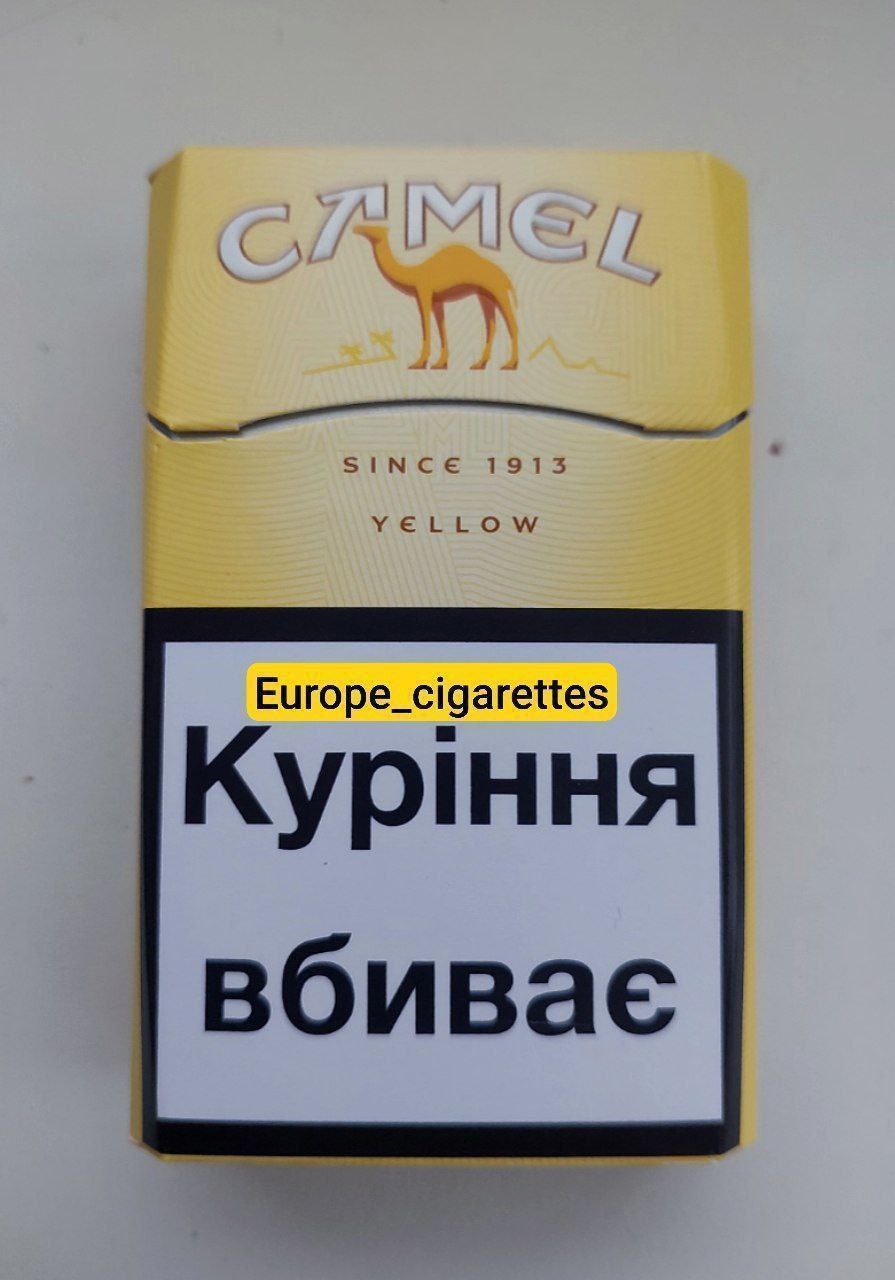 CAMEL
SINCE 1913
YELLOW
Europe_cigarettes
Куріння
вбиває